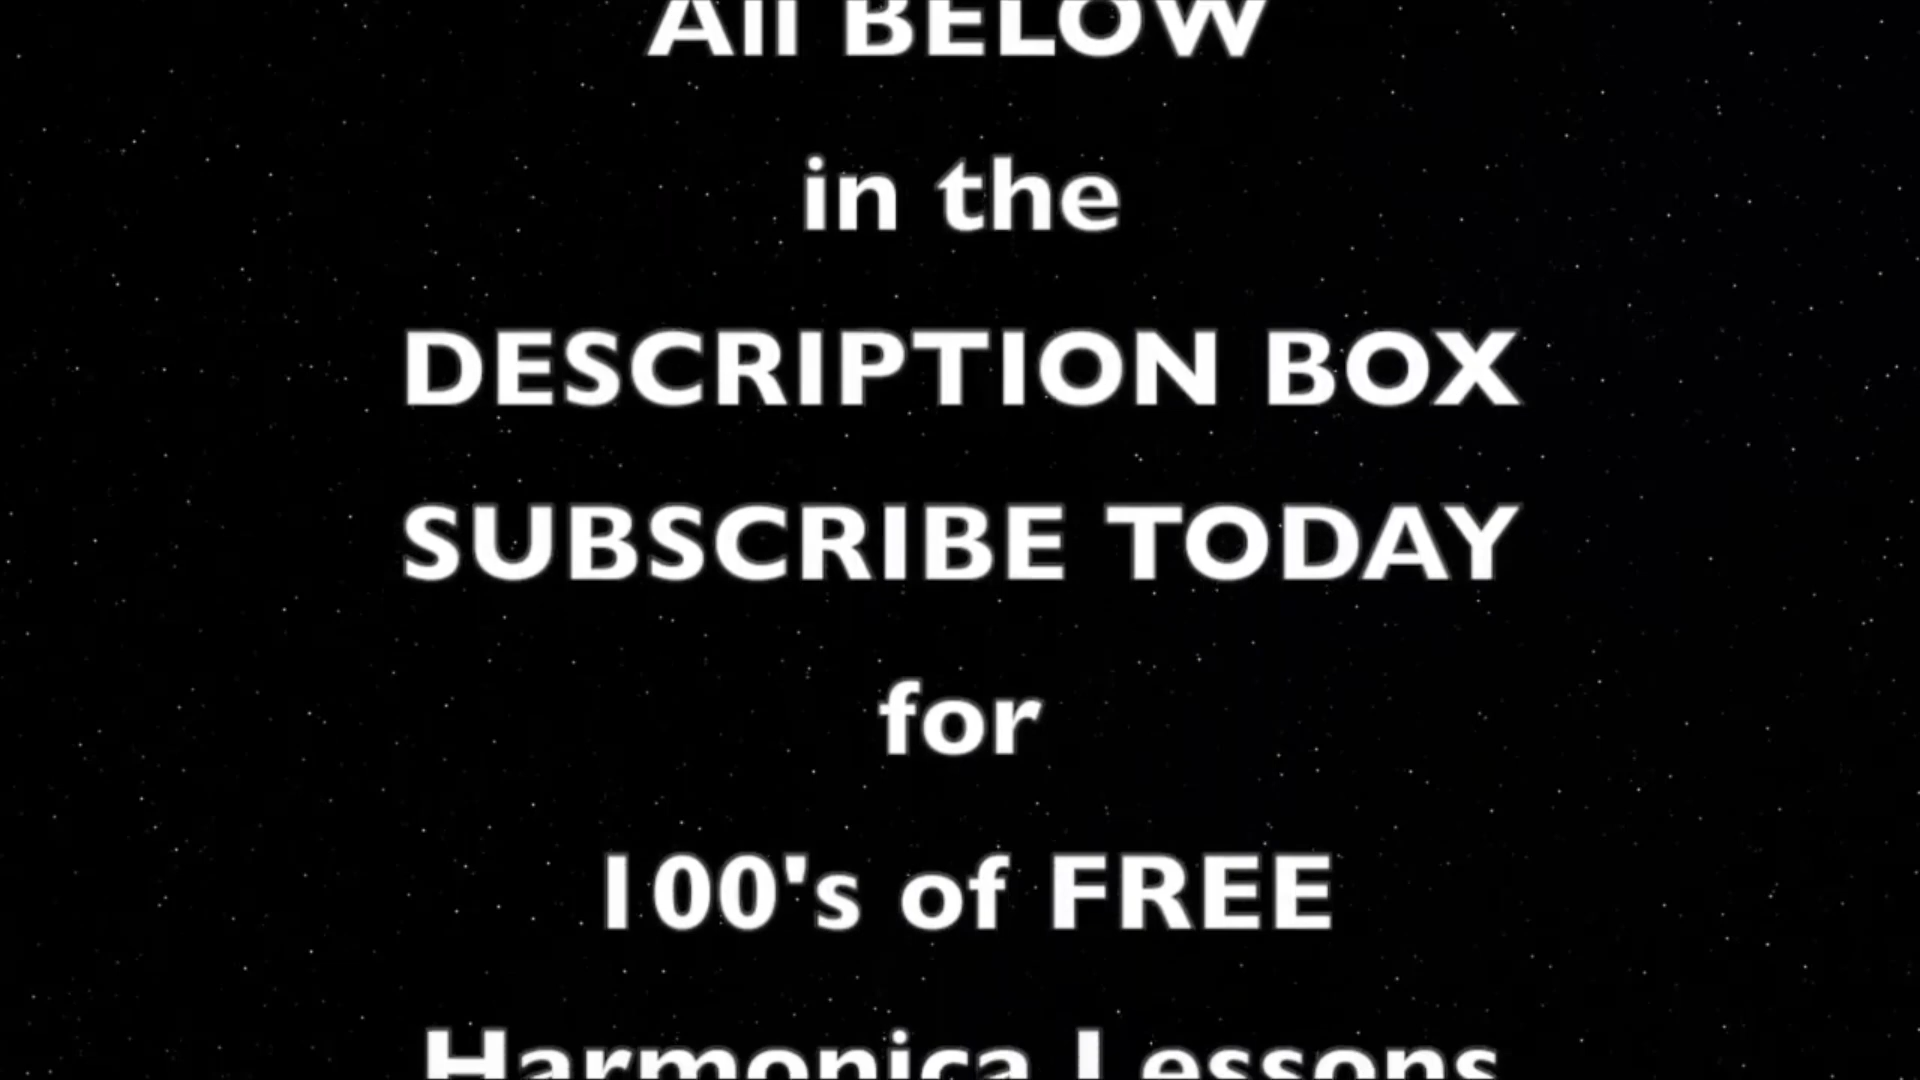 All BELOW
in the
DESCRIPTION BOX
SUBSCRIBE TODAY
for
100's of FREE
Harmonica Lessons